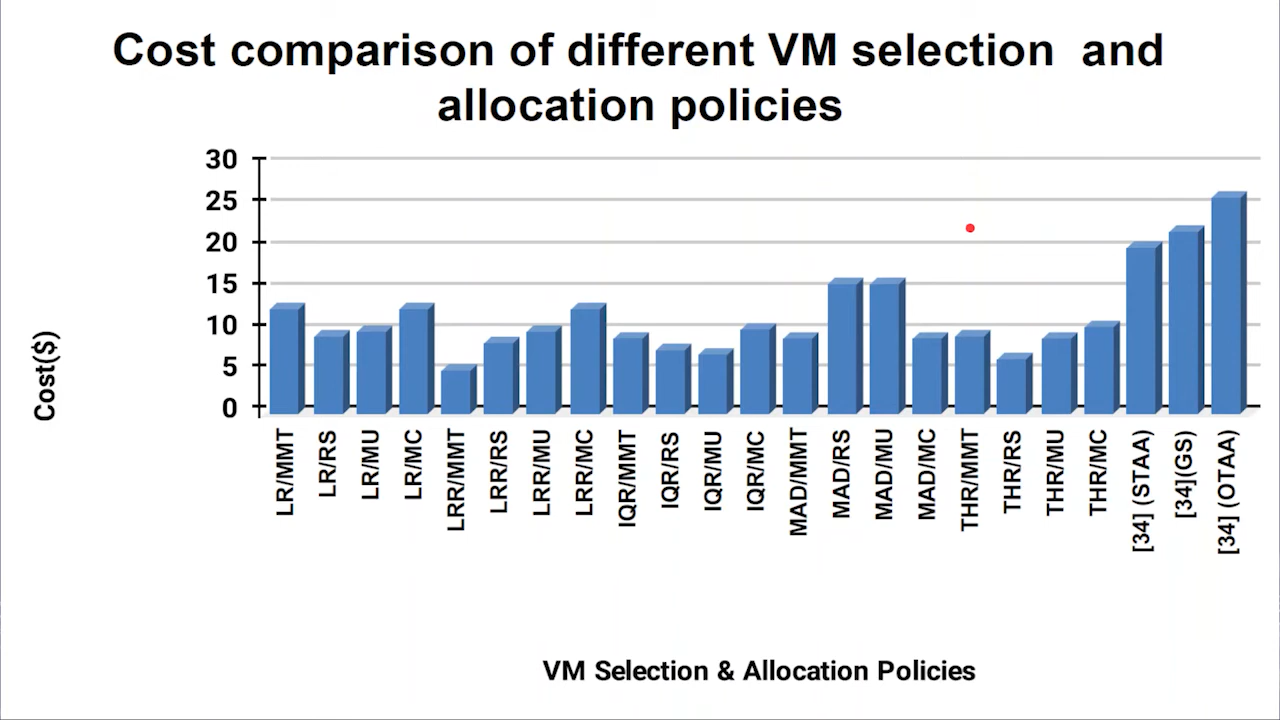 Cost comparison of different VM selection and
allocation policies
30
25
20
15
10
5
0
Cost($)
LR/MMT
LR/RS
LR/MU
LR/MC
LRR/MMT
LRR/RS
LRR/MU
LRR/MC
IQR/MMT
IQR/RS
IQR/MU
IQR/MC
MAD/MMT
MAD/RS
MAD/MU
MAD/MC
THR/MMT
THR/RS
THR/MU
THR/MC
[34] (STAA)
[34](GS)
[34] (OTAA)
VM Selection & Allocation Policies